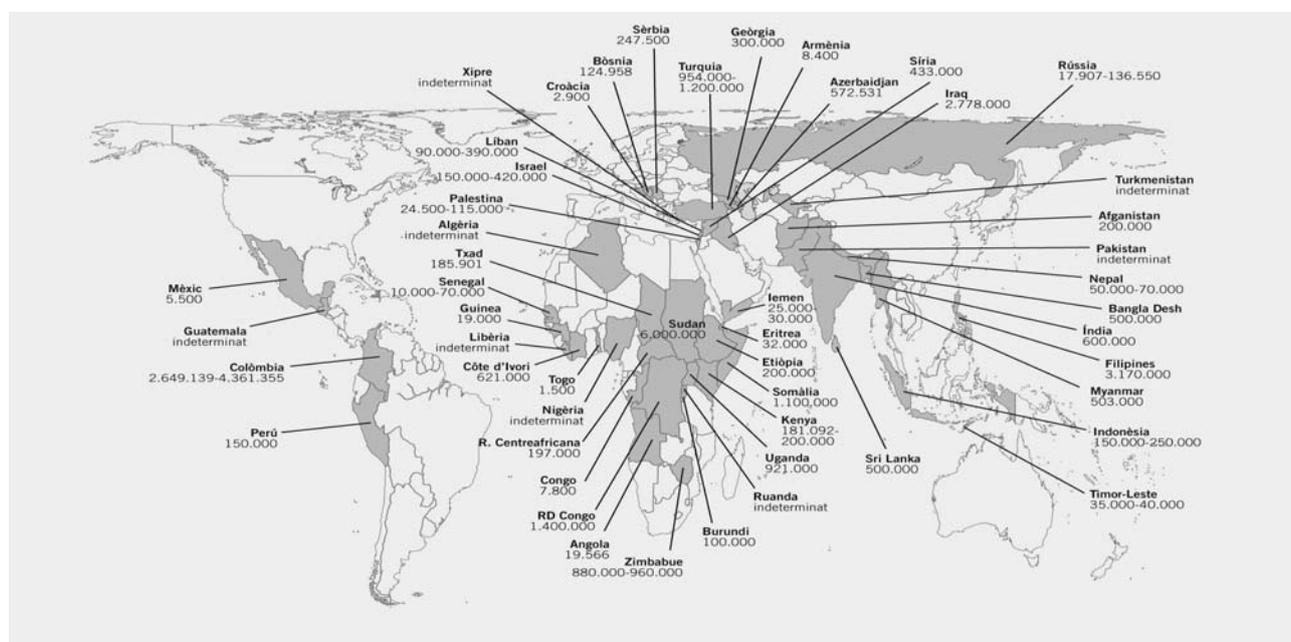 Sèrbia
247.500
Geòrgia
300.000
Armènia
8.400
Bòsnia
124.958
Xipre
indeterminat
Turquia
954.000-
1.200.000
Síria
433.000
Rússia
17.907-136.550
Croàcia
2.900
Azerbaidjan
572.531
Iraq
2.778.000
Líban
90.000-390.000
Israel
150.000-420.000
Turkmenistan
indeterminat
Palestina
24.500-115.000
Afganistan
200.000
Algèria
indeterminat
Pakistan
indeterminat
Txad
185.901
Nepal
50.000-70.000
Mèxic
5.500
Senegal
10.000-70.000
Iemen
25.000-
30.000
Bangla Desh
500.000
Guinea
19.000
Sudan
6.000.000
Eritrea
32.000
Índia
600.000
Guatemala
indeterminat
Libèria
indeterminat
Etiòpia
200.000
Filipines
3.170.000
Colòmbia
2.649.139-4.361.355
Côte d'Ivori
621.000
Togo
1.500
Somàlia
1.100,000
Myanmar
503.000
Nigèria
indeterminat
Kenya
181.092-
200.000
Perú
150.000
R. Centreafricana
197.000
Uganda
921.000
Sri Lanka
500.000
Indonèsia
150.000-250.000
Congo
7.800
Ruanda
indeterminat
Timor-Leste
35.000-40.000
RD Congo
1.400.000
Burundi
100.000
Angola
19.566
Zimbabue
880.000-960.000